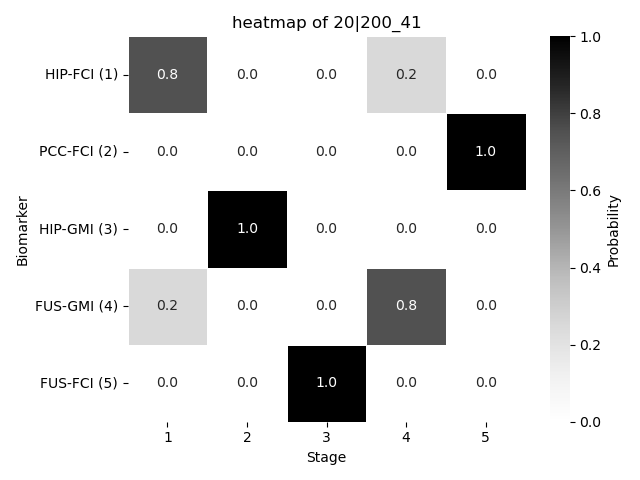 heatmap of 20|200_41
HIP-FCI (1) 0.8 0.0 0.0 0.2 0.0
PCC-FCI (2) 0.0 0.0 0.0 0.0 1.0
HIP-GMI (3) 0.0 1.0 0.0 0.0 0.0
FUS-GMI (4) 0.2 0.0 0.0 0.8 0.0
FUS-FCI (5) 0.0 0.0 1.0 0.0 0.0
1 2 3 4 5
Stage
Biomarker
1.0
0.8
0.6
0.4
0.2
0.0
Probability